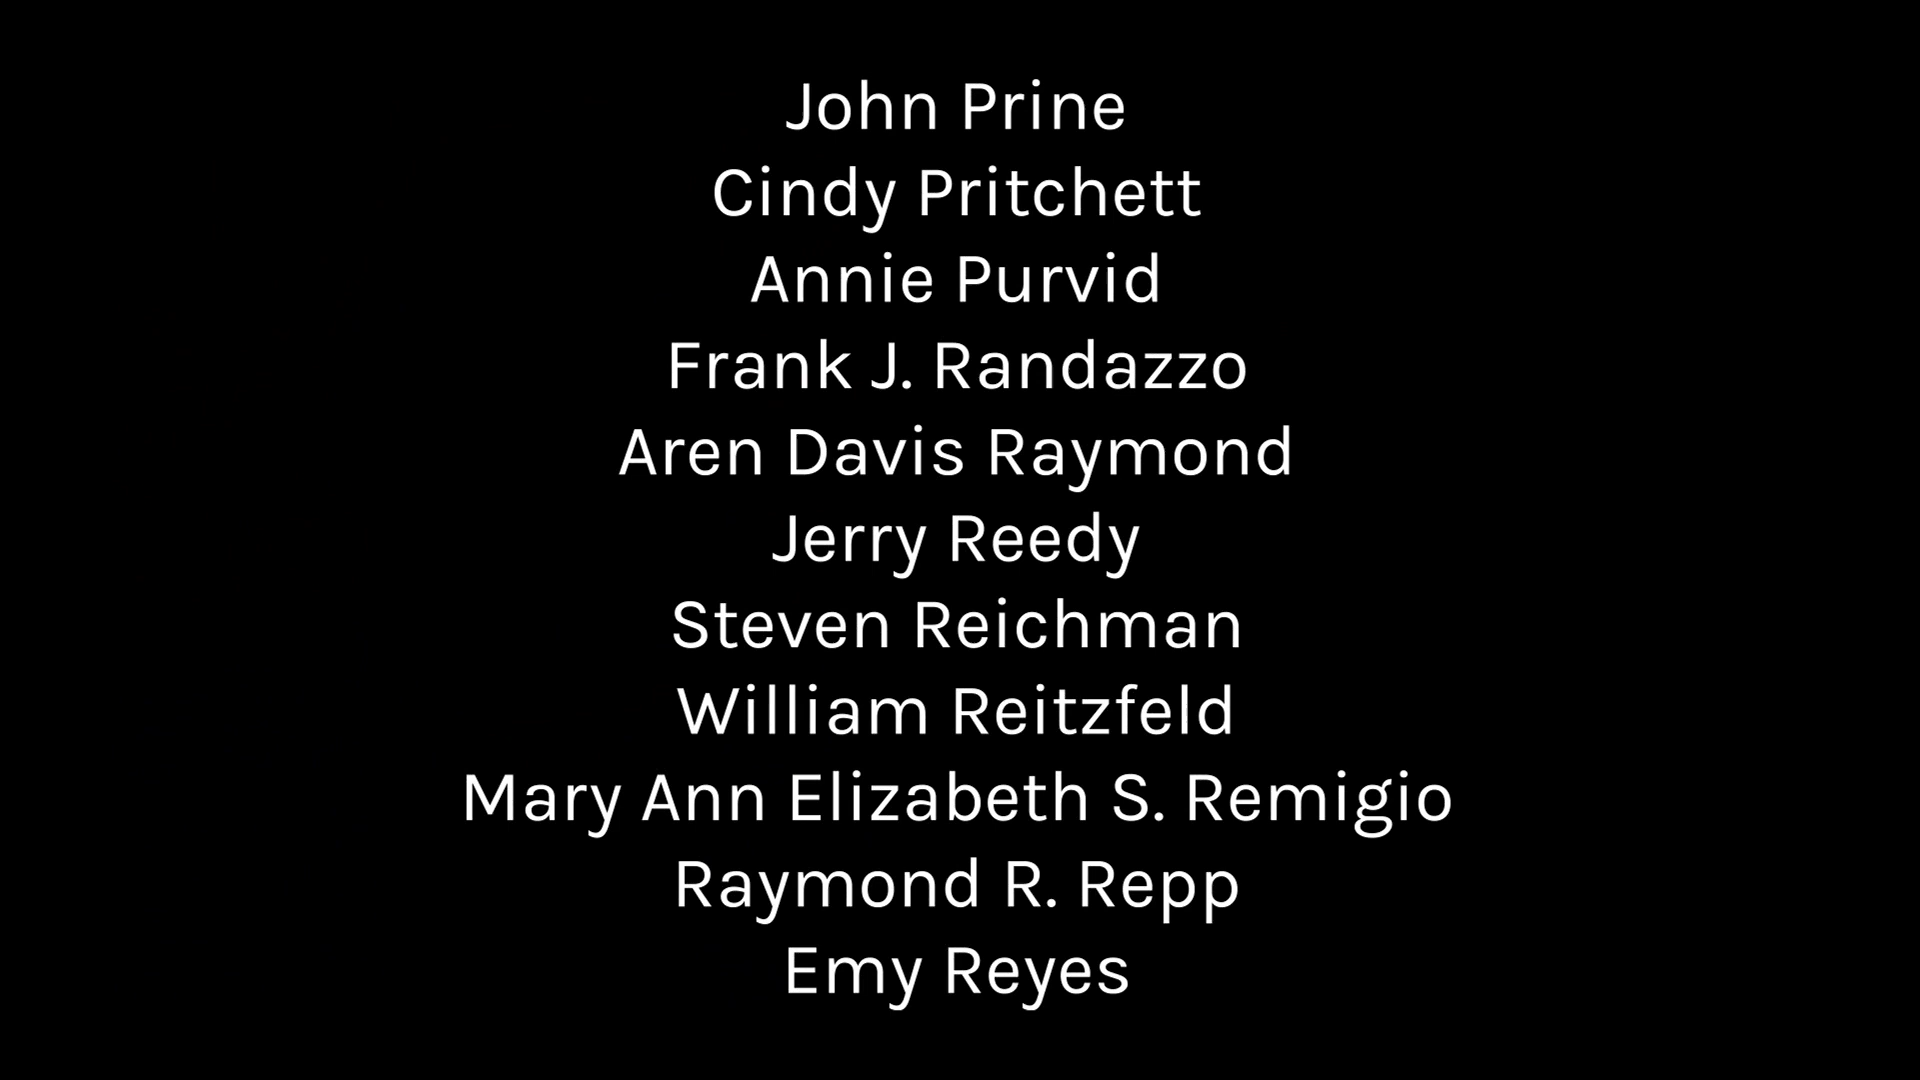 John Prine
Cindy Pritchett
Annie Purvid
Frank J. Randazzo
Aren Davis Raymond
Jerry Reedy
Steven Reichman
William Reitzfeld
Mary Ann Elizabeth S. Remigio
Raymond R. Repp
Emy Reyes